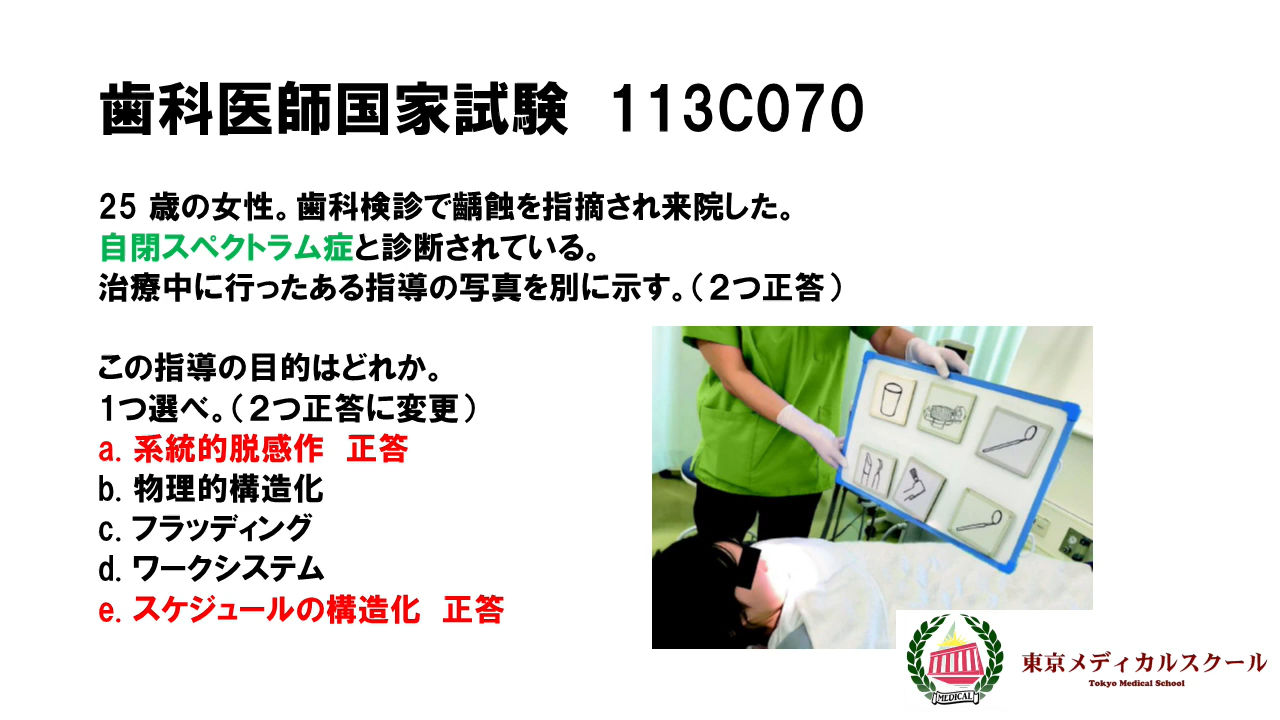 歯科医師国家試験 113C070
25 歳の女性。歯科検診で齲蝕を指摘され来院した。
自閉スペクトラム症と診断されている。
治療中に行ったある指導の写真を別に示す。（２つ正答）
この指導の目的はどれか。
1つ選べ。（２つ正答に変更）
a. 系統的脱感作 正答
b. 物理的構造化
c. フラッディング
d. ワークシステム
e. スケジュールの構造化 正答
MEDICAL
東京メディカルスクール
Tokyo Medical School